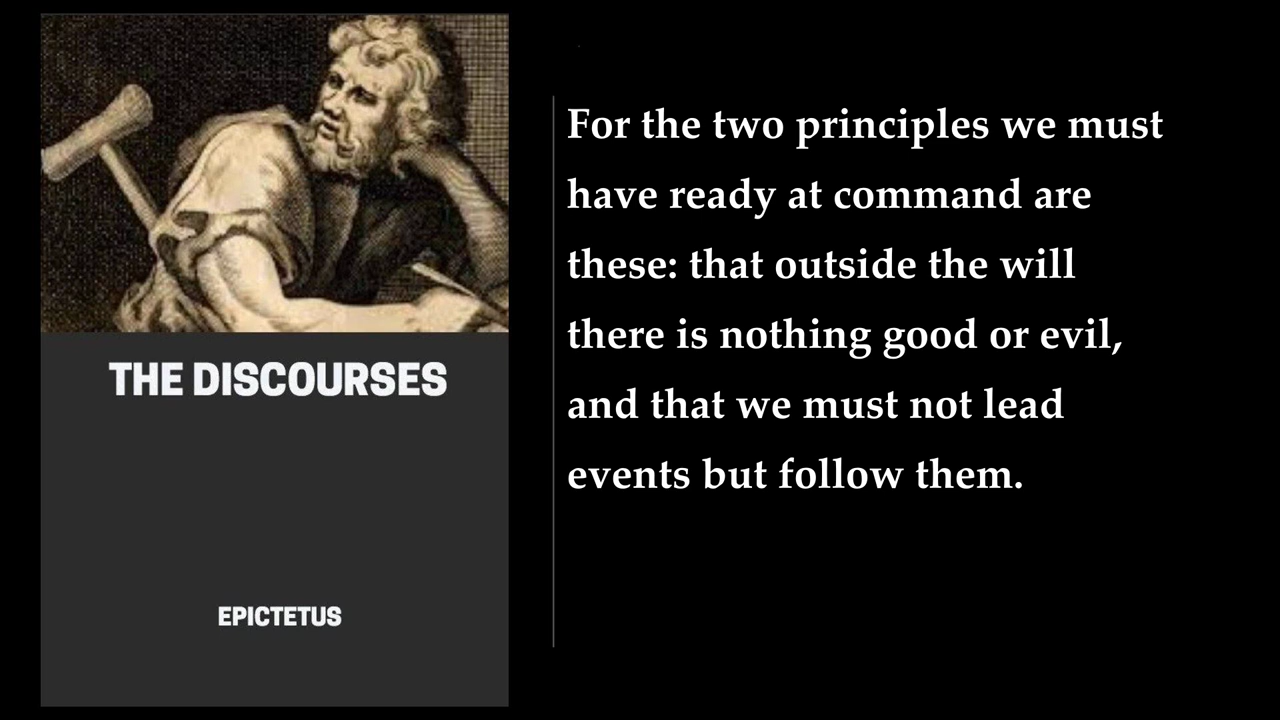 THE DISCOURSES
EPICTETUS
For the two principles we must
have ready at command are
these: that outside the will
there is nothing good or evil,
and that we must not lead
events but follow them.